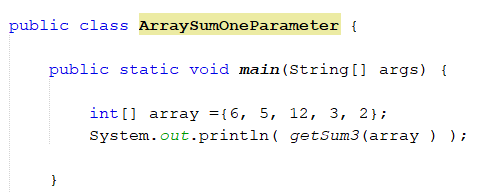 public class ArraySumOneParameter {
public static void main(String[] args) {
int[] array ={6, 5, 12, 3, 2};
System.out.println( getSum3(array ) );
}